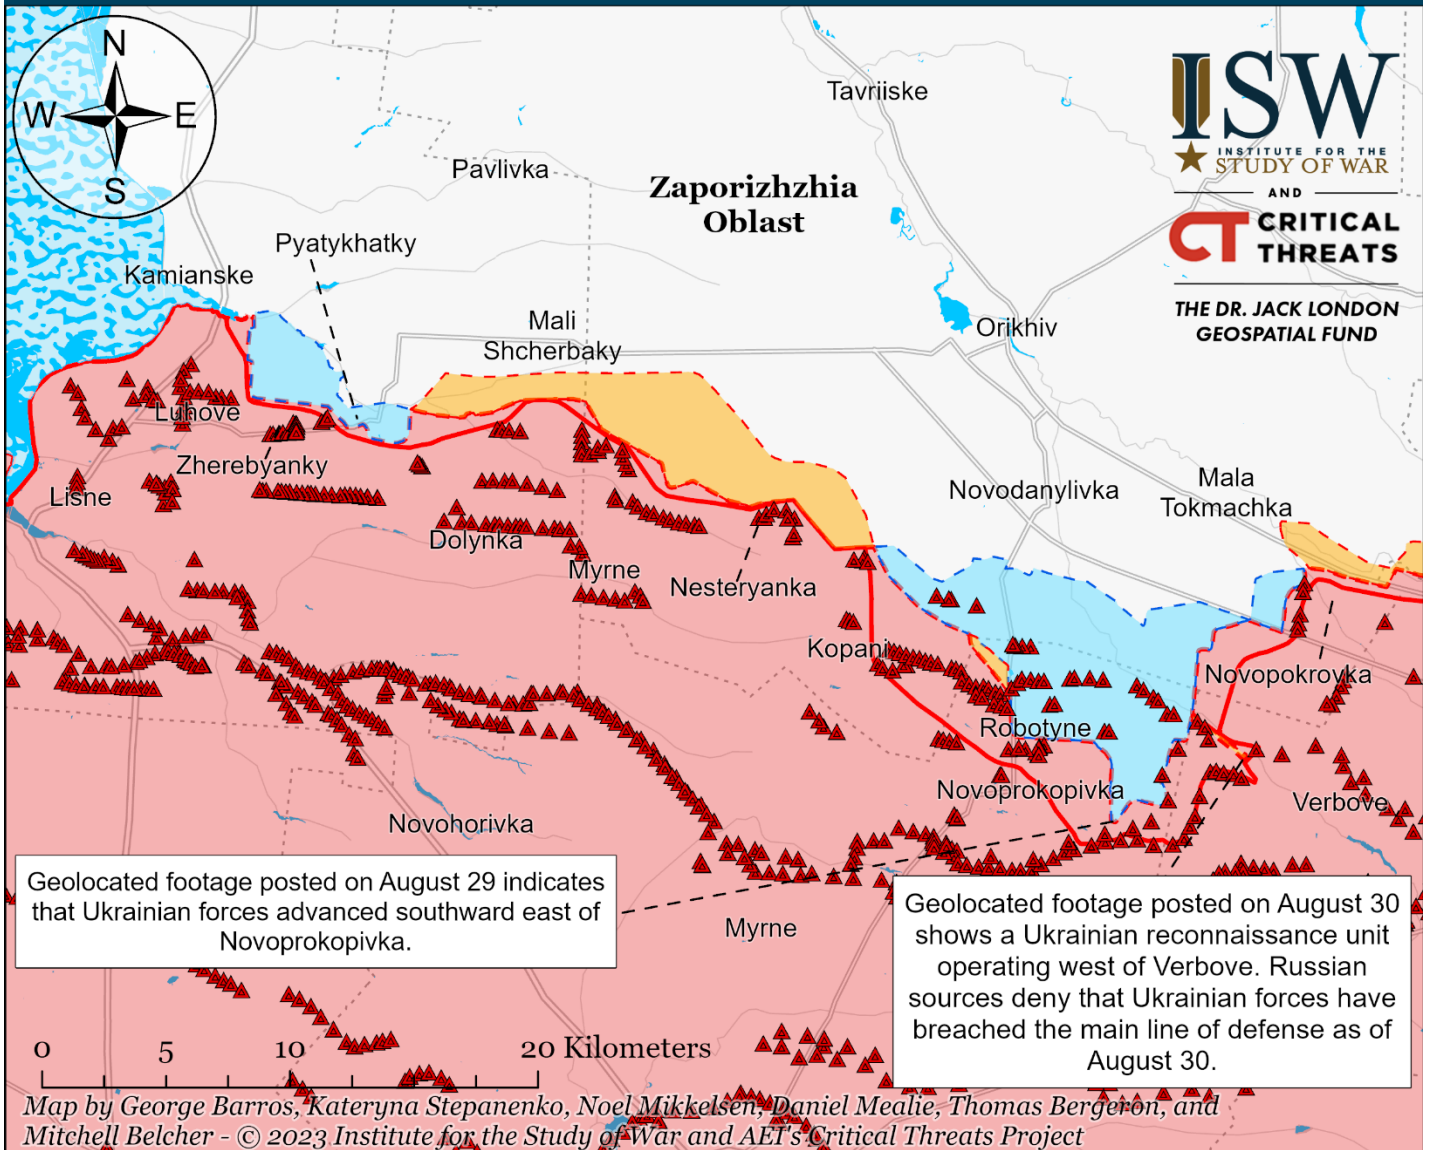 N
W
E
S
Tavriiske
ISW
INSTITUTE FOR THE
STUDY OF WAR
AND
CT CRITICAL
THREATS
THE DR. JACK LONDON
GEOSPATIAL FUND
Pavlivka
Zaporizhzhia
Oblast
Pyatykhatky
Kamianske
Mali
Shcherbaky
Orikhiv
Luhove
Zherebyanky
Lisne
Novodanylivka
Mala
Tokmachka
Dolynka
Myrne
Nesteryanka
Kopani
Novopokrovka
Robotyne
Novoprokopivka
Verbove
Novohorivka
Geolocated footage posted on August 29 indicates
that Ukrainian forces advanced southward east of
Novoprokopivka.
Myrne
Geolocated footage posted on August 30
shows a Ukrainian reconnaissance unit
operating west of Verbove. Russian
sources deny that Ukrainian forces have
breached the main line of defense as of
August 30.
0 5 10 20 Kilometers
Map by George Barros, Kateryna Stepanenko, Noel Mikkelsen, Daniel Mealie, Thomas Bergeron, and
Mitchell Belcher - © 2023 Institute for the Study of War and AEI's Critical Threats Project